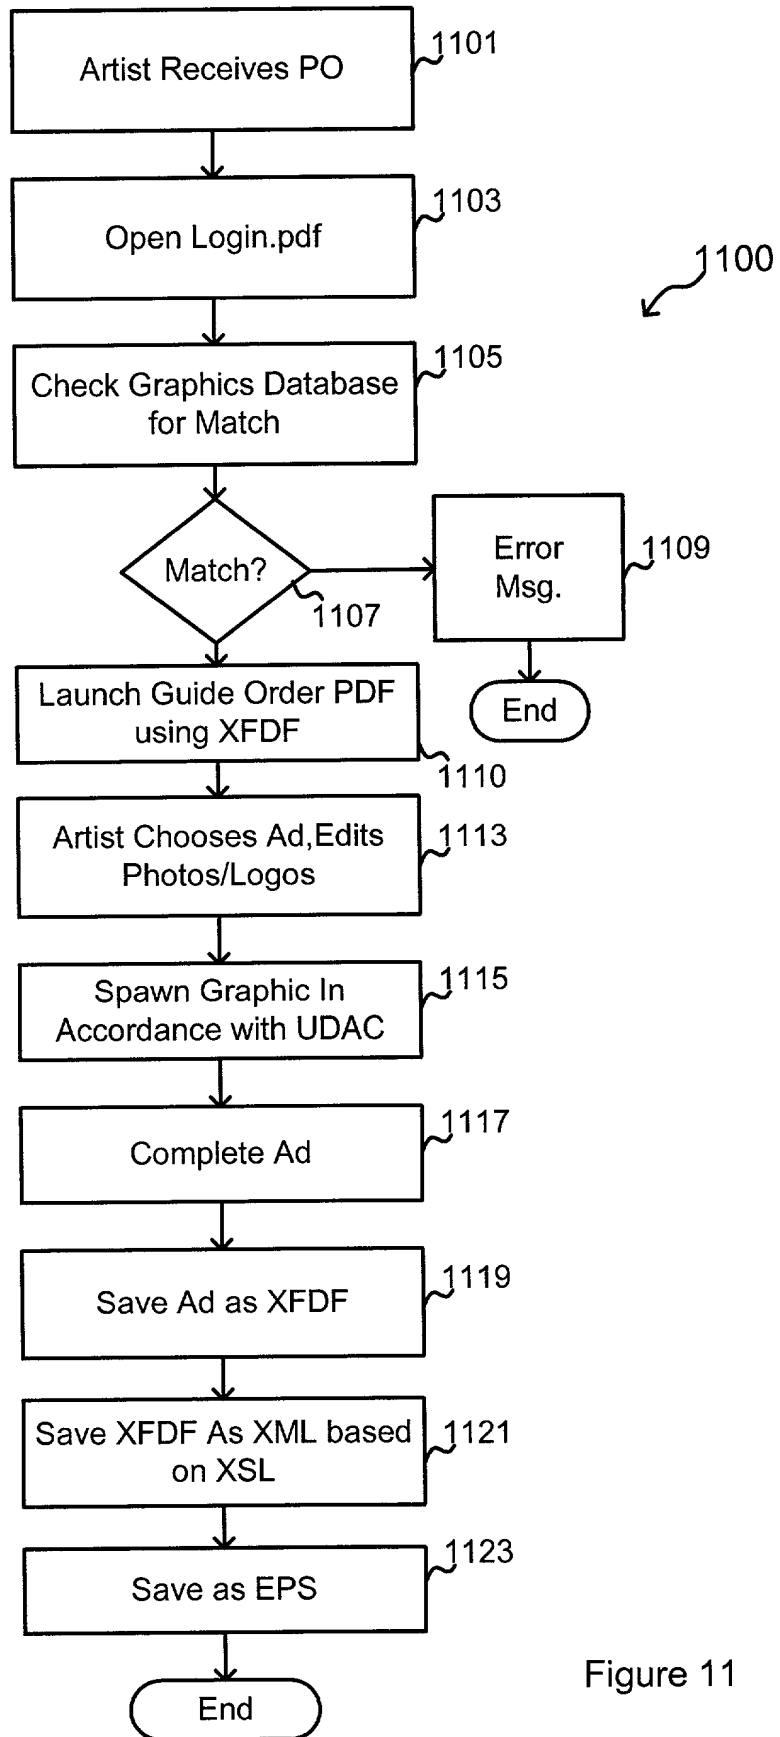 Artist Receives PO
1101
Open Login.pdf
1103
1100
Check Graphics Database
for Match
1105
Match?
1107
Error
Msg.
1109
End
Launch Guide Order PDF
using XFDF
1110
Artist Chooses Ad,Edits
Photos/Logos
1113
Spawn Graphic In
Accordance with UDAC
1115
Complete Ad
1117
Save Ad as XFDF
1119
Save XFDF As XML based
on XSL
1121
Save as EPS
1123
End
Figure 11